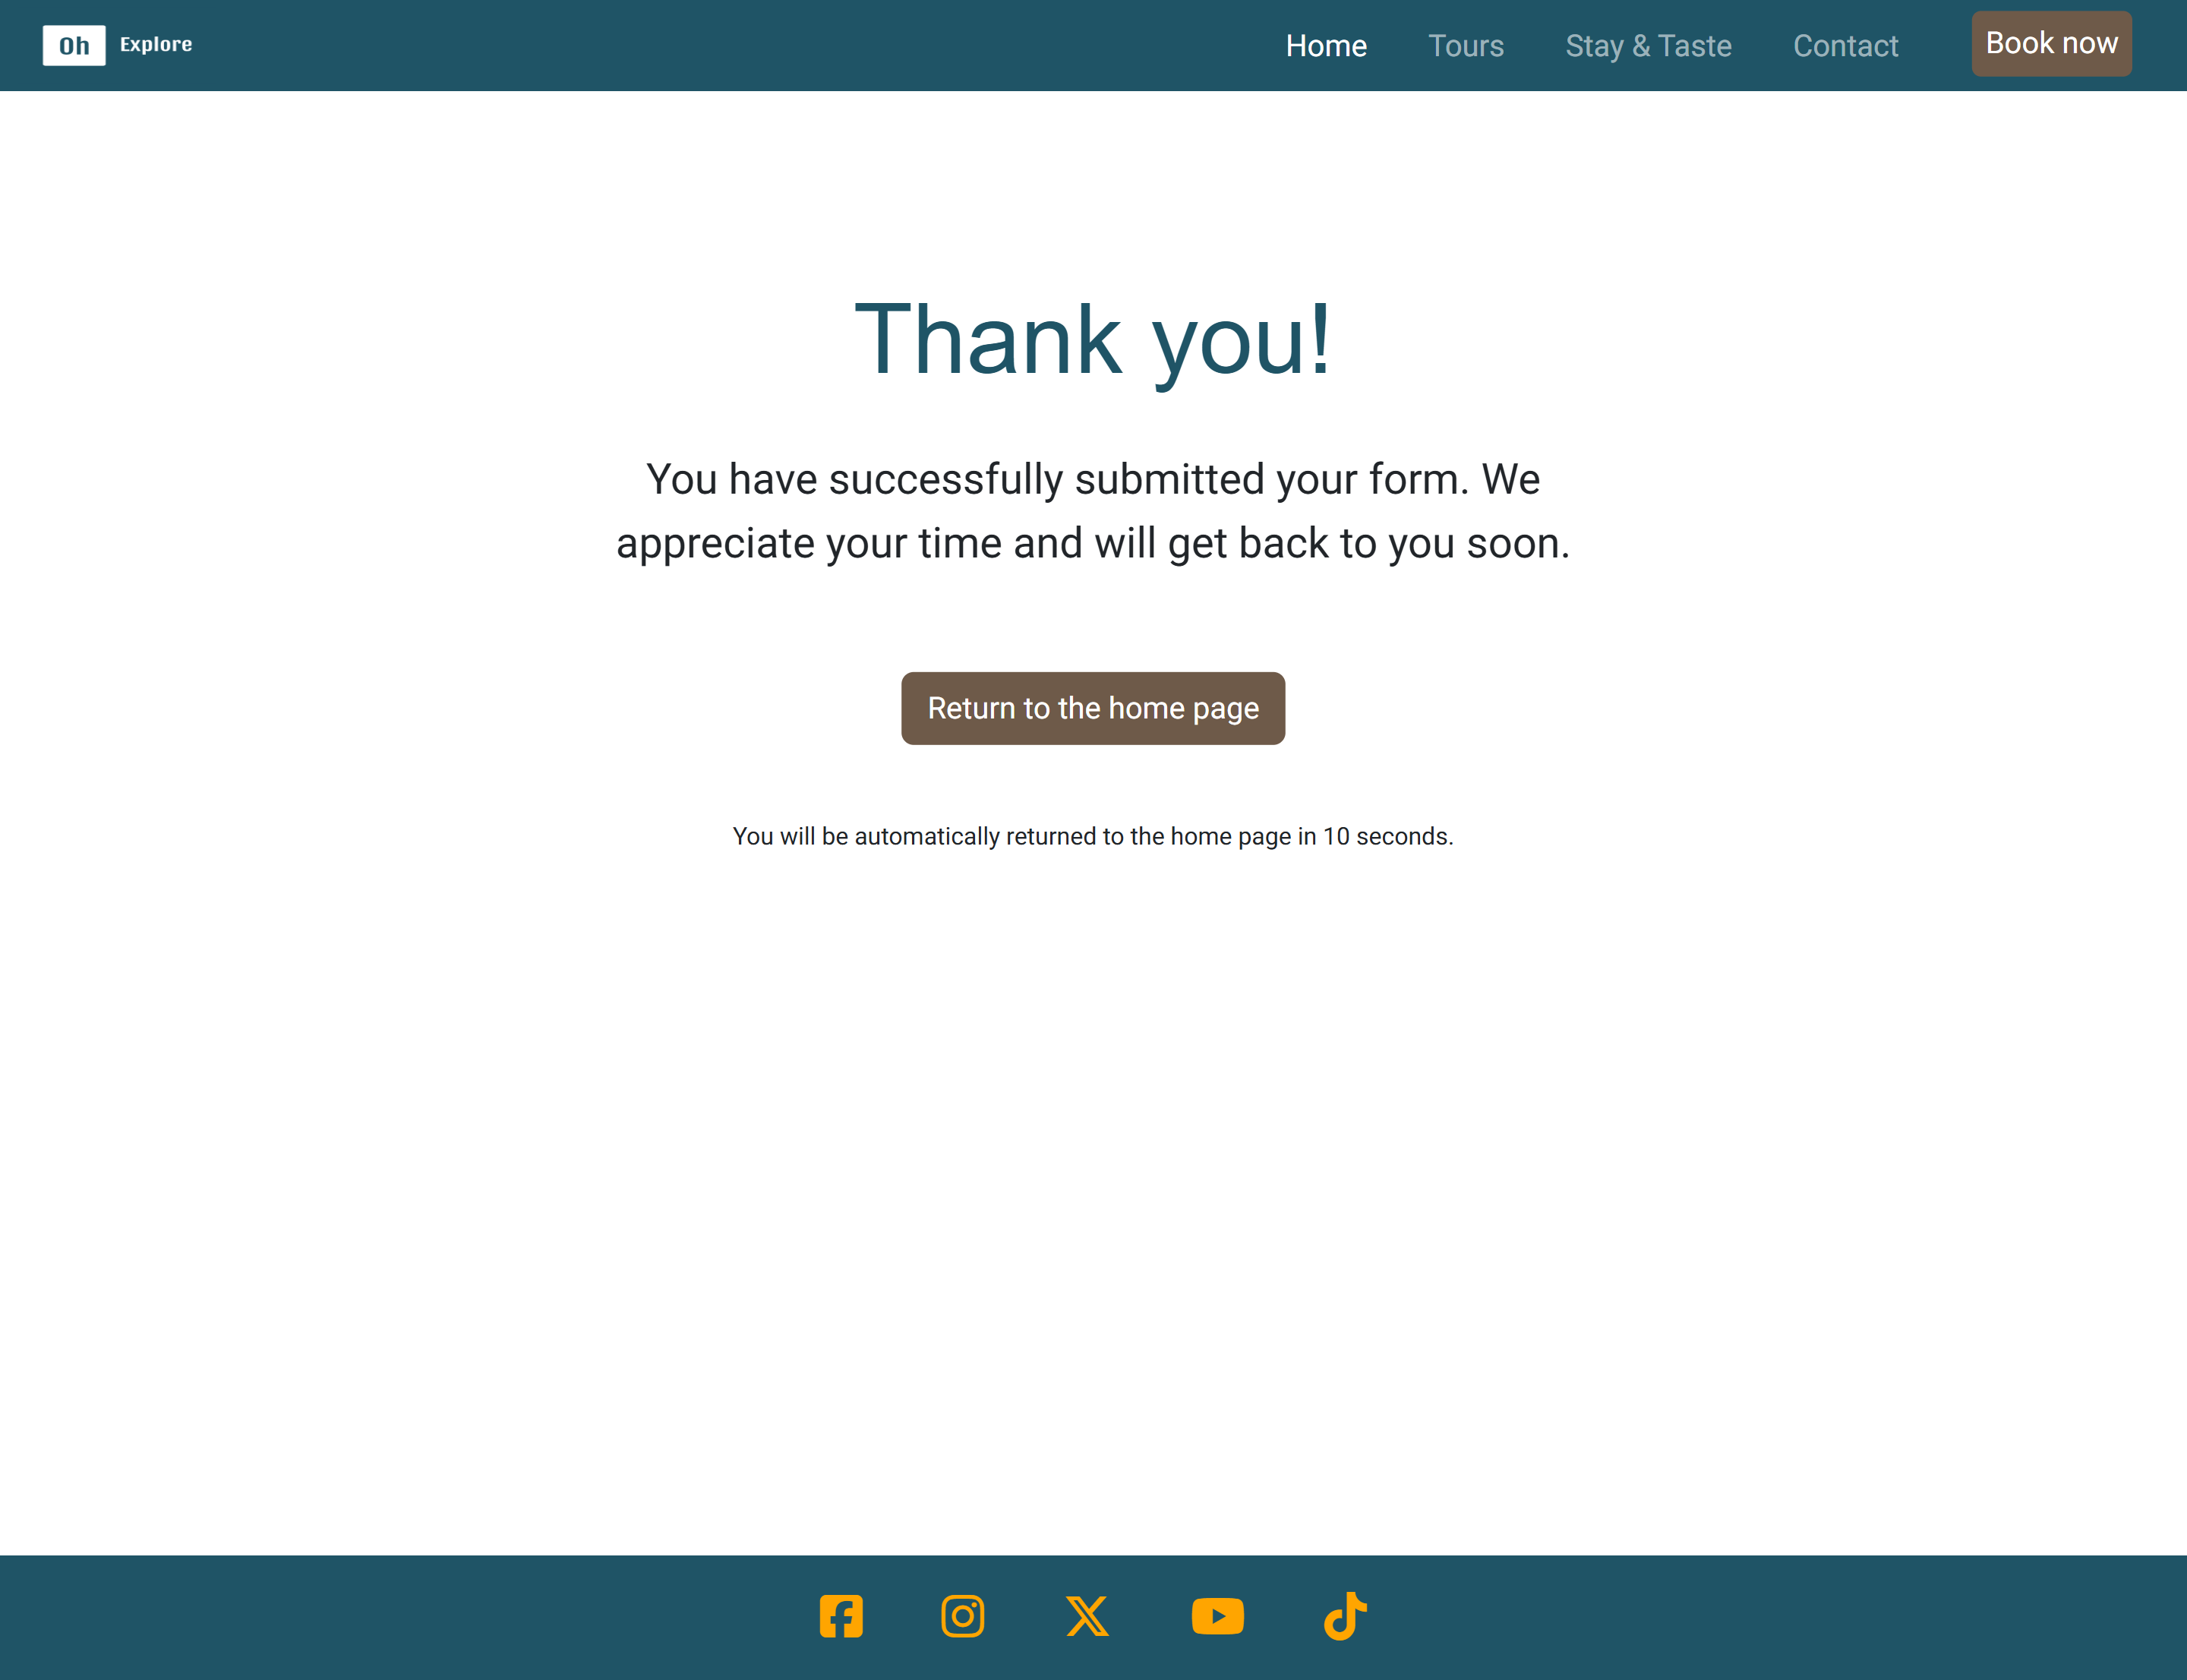 Oh Explore
Home Tours Stay & Taste Contact Book now
Thank you!
You have successfully submitted your form. We
appreciate your time and will get back to you soon.
Return to the home page
You will be automatically returned to the home page in 10 seconds.